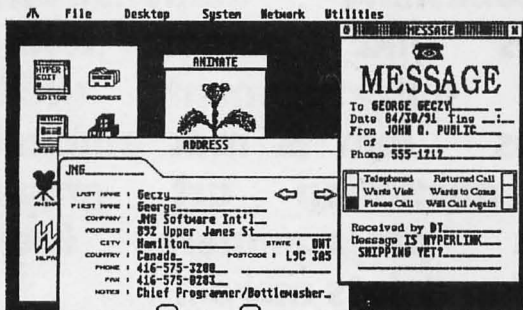 File Desktop System Network Utilities
MESSAGE
ANIMATE
HYPER
EDIT
EDITOR
ADDRESS
MESSAGE
To GEORGE GECZY
Date 04/30/91 Time __:__
From JOHN Q. PUBLIC
of
Phone 555-1212
Telephoned Returned Call
Wants Visit Wants to Come
Please Call Will Call Again
Received by DT
Message IS HYPERLINK
SHIPPING YET?
ADDRESS
JMG
LAST NAME : Geczy
FIRST NAME : George
COMPANY : JMG Software Int'l
ADDRESS : 892 Upper James St
CITY : Hamilton STATE : ONT
COUNTRY : Canada POSTCODE : L9C 3A5
PHONE : 416-575-3200
FAX : 416-575-0283
NOTES : Chief Programmer/Bottlewasher